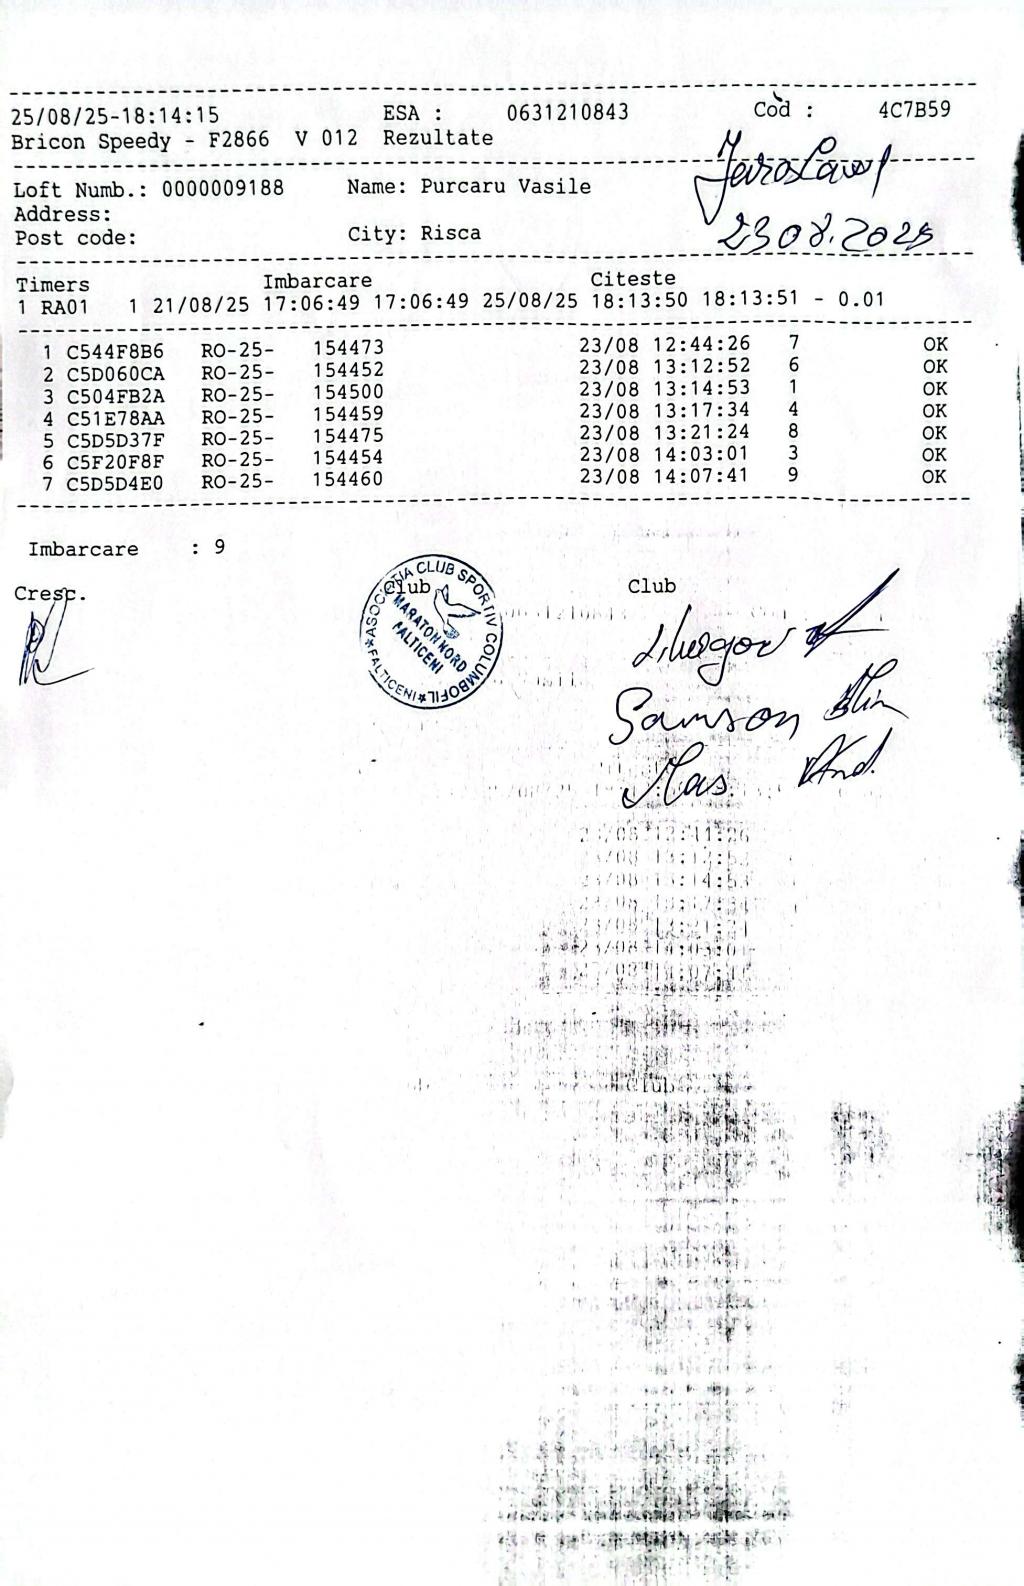 25/08/25-18:14:15 ESA : 0631210843 Cod : 4C7B59
Bricon Speedy - F2866 V 012 Rezultate
Jaroslawl
Loft Numb.: 0000009188 Name: Purcaru Vasile
Address:
Post code: City: Risca
23 08.2025
Timers Imbarcare Citeste
1 RA01 1 21/08/25 17:06:49 17:06:49 25/08/25 18:13:50 18:13:51 - 0.01
1 C544F8B6 RO-25- 154473 23/08 12:44:26 7 OK
2 C5D060CA RO-25- 154452 23/08 13:12:52 6 OK
3 C504FB2A RO-25- 154500 23/08 13:14:53 1 OK
4 C51E78AA RO-25- 154459 23/08 13:17:34 4 OK
5 C5D5D37F RO-25- 154475 23/08 13:21:24 8 OK
6 C5F20F8F RO-25- 154454 23/08 14:03:01 3 OK
7 C5D5D4E0 RO-25- 154460 23/08 14:07:41 9 OK
Imbarcare : 9
Cresc. Club Club
ASOCIATIA CLUB SPORTIV COLUMBOFIL
MARATON NORD
FALTICENI
*FALTICENI*
Samson